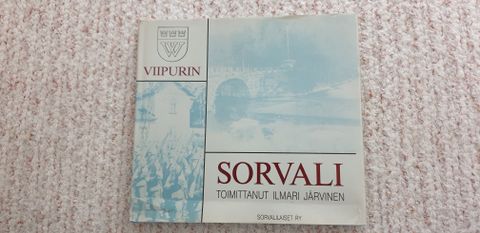 W
VIIPURIN
SORVALI
TOIMITTANUT ILMARI JÄRVINEN
SORVALILAISET RY